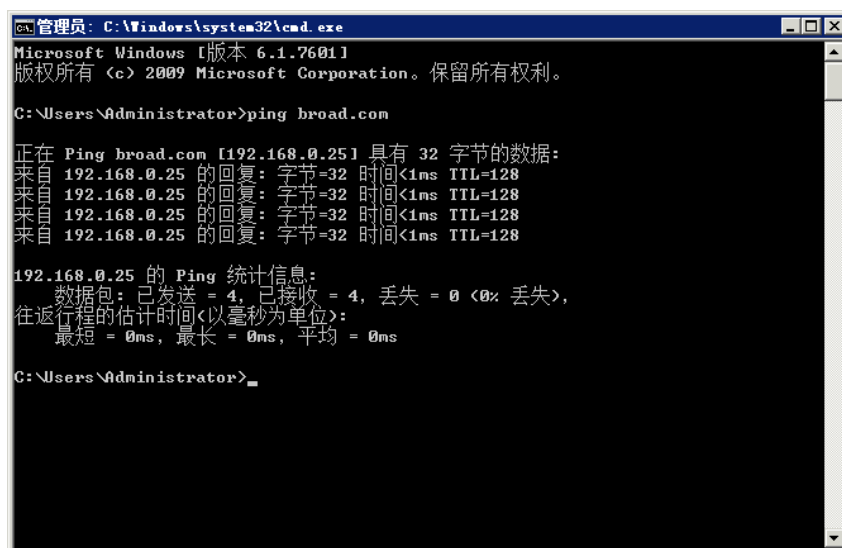 管理员: C:\Windows\system32\cmd.exe
Microsoft Windows [版本 6.1.7601]
版权所有 (c) 2009 Microsoft Corporation。保留所有权利。
C:\Users\Administrator>ping broad.com
正在 Ping broad.com [192.168.0.25] 具有 32 字节的数据:
来自 192.168.0.25 的回复: 字节=32 时间<1ms TTL=128
来自 192.168.0.25 的回复: 字节=32 时间<1ms TTL=128
来自 192.168.0.25 的回复: 字节=32 时间<1ms TTL=128
来自 192.168.0.25 的回复: 字节=32 时间<1ms TTL=128
192.168.0.25 的 Ping 统计信息:
    数据包: 已发送 = 4, 已接收 = 4, 丢失 = 0 (0% 丢失),
往返行程的估计时间(以毫秒为单位):
    最短 = 0ms, 最长 = 0ms, 平均 = 0ms
C:\Users\Administrator>_